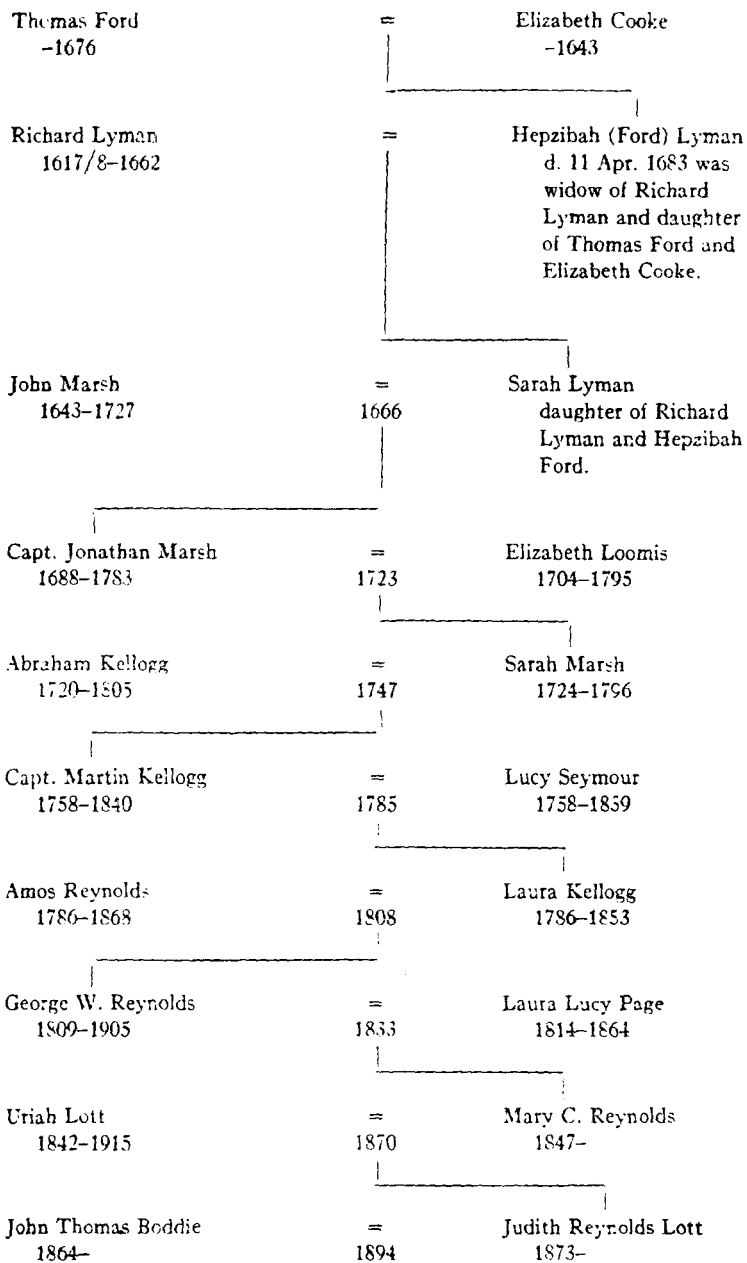 Thomas Ford = Elizabeth Cooke
-1676 -1643
Richard Lyman = Hepzibah (Ford) Lyman
1617/8-1662 d. 11 Apr. 1683 was
widow of Richard
Lyman and daughter
of Thomas Ford and
Elizabeth Cooke.
John Marsh = Sarah Lyman
1643-1727 1666 daughter of Richard
Lyman and Hepzibah
Ford.
Capt. Jonathan Marsh = Elizabeth Loomis
1688-1783 1723 1704-1795
Abraham Kellogg = Sarah Marsh
1720-1805 1747 1724-1796
Capt. Martin Kellogg = Lucy Seymour
1758-1840 1785 1758-1859
Amos Reynolds = Laura Kellogg
1786-1868 1808 1786-1853
George W. Reynolds = Laura Lucy Page
1809-1905 1833 1814-1864
Uriah Lott = Mary C. Reynolds
1842-1915 1870 1847-
John Thomas Boddie = Judith Reynolds Lott
1864- 1894 1873-